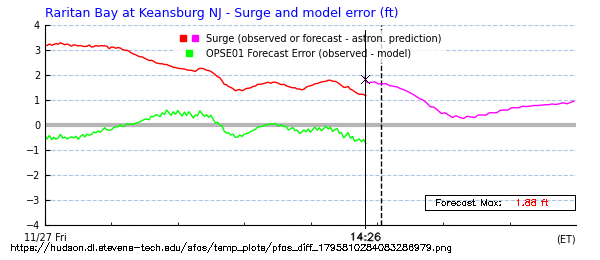 Raritan Bay at Keansburg NJ - Surge and model error (ft)
4
Surge (observed or forecast - astron. prediction)
3
OPSE01 Forecast Error (observed - model)
2
1
0
−1
−2
−3
Forecast Max: 1.88 ft
−4
11/27 Fri 14:26 (ET)
https://hudson.dl.stevens-tech.edu/sfas/temp_plots/pfas_diff_1795810284083286979.png